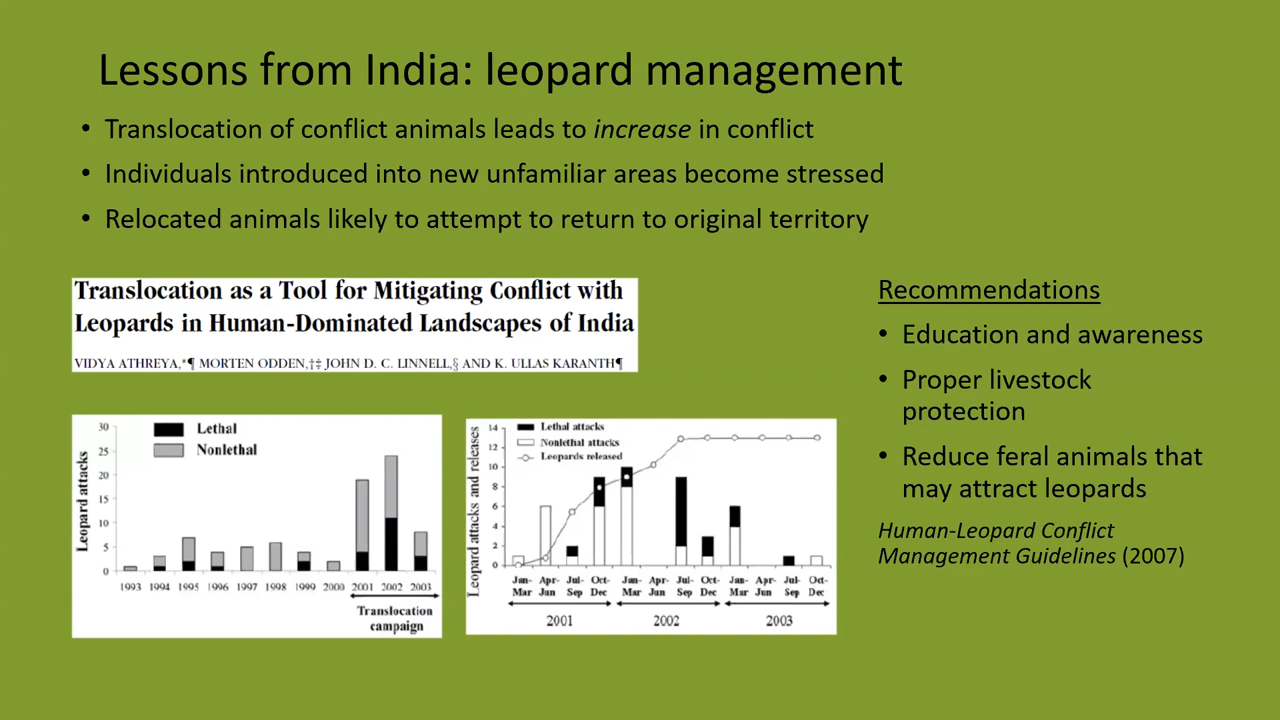 Lessons from India: leopard management
• Translocation of conflict animals leads to increase in conflict
• Individuals introduced into new unfamiliar areas become stressed
• Relocated animals likely to attempt to return to original territory
Translocation as a Tool for Mitigating Conflict with
Leopards in Human-Dominated Landscapes of India
VIDYA ATHREYA,*¶ MORTEN ODDEN,†‡ JOHN D. C. LINNELL,§ AND K. ULLAS KARANTH¶
Leopard attacks
30
25
20
15
10
5
0
Lethal
Nonlethal
1993 1994 1995 1996 1997 1998 1999 2000 2001 2002 2003
Translocation
campaign
Leopard attacks and releases
14
12
10
8
6
4
2
0
Lethal attacks
Nonlethal attacks
Leopards released
Jan- Apr- Jul- Oct- Jan- Apr- Jul- Oct- Jan- Apr- Jul- Oct-
Mar Jun Sep Dec Mar Jun Sep Dec Mar Jun Sep Dec
2001 2002 2003
Recommendations
• Education and awareness
• Proper livestock
protection
• Reduce feral animals that
may attract leopards
Human-Leopard Conflict
Management Guidelines (2007)